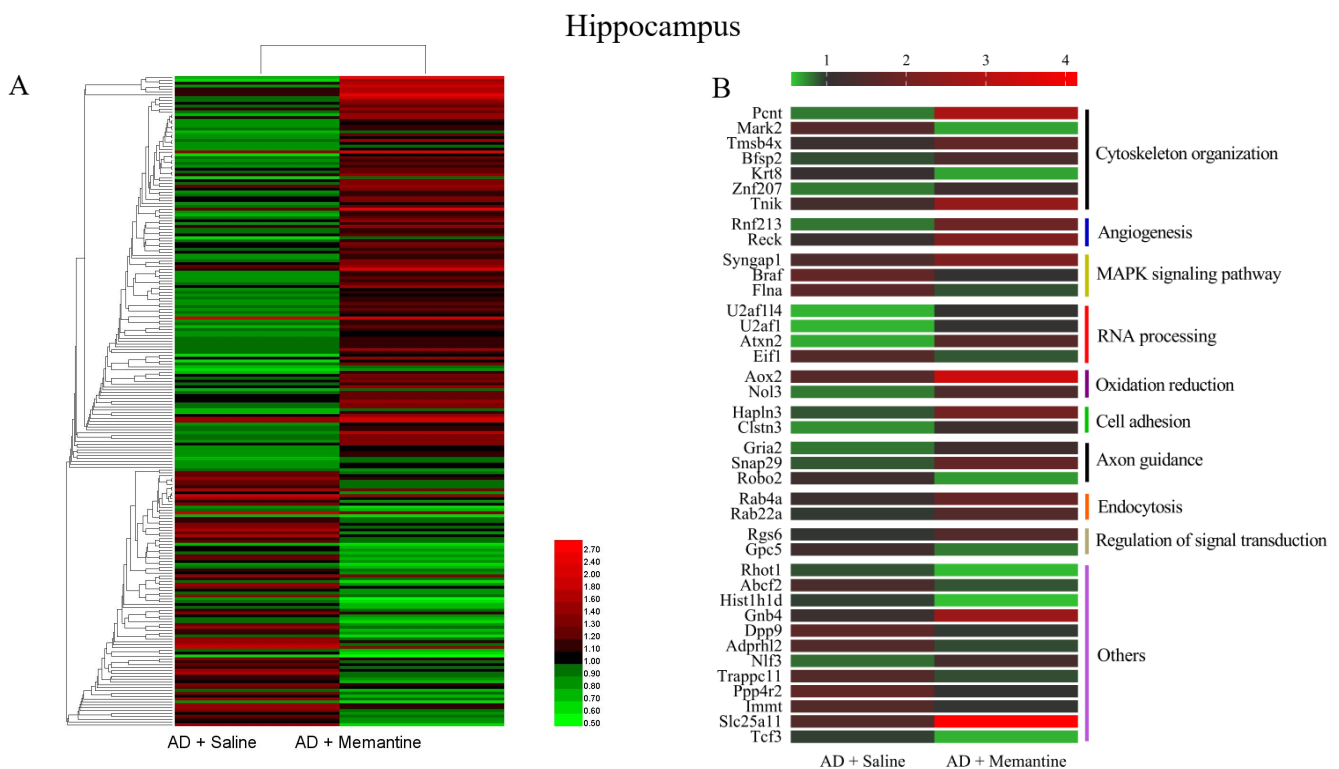 Hippocampus
A
2.70
2.40
1.80
1.60
1.40
1.30
1.20
1.10
1.00
0.90
0.80
0.70
0.60
0.50
AD + Saline AD + Memantine
B
1 2 3 4
Pcnt
Mark2
Tmsb4x
Bfsp2
Krt8
Znf207
Tnik
Cytoskeleton organization
Rnf213
Reck
Angiogenesis
Syngap1
Braf
Flna
MAPK signaling pathway
U2af1l4
U2af1
Atxn2
Eif1
RNA processing
Aox2
Nol3
Oxidation reduction
Hapln3
Clstn3
Cell adhesion
Gria2
Snap29
Robo2
Axon guidance
Rab4a
Rab22a
Endocytosis
Rgs6
Gpc5
Regulation of signal transduction
Rhot1
Abcf2
Hist1h1d
Gnb4
Dpp9
Adprhl2
Nlf3
Trappc11
Ppp4r2
Immt
Slc25a11
Tcf3
Others
AD + Saline AD + Memantine